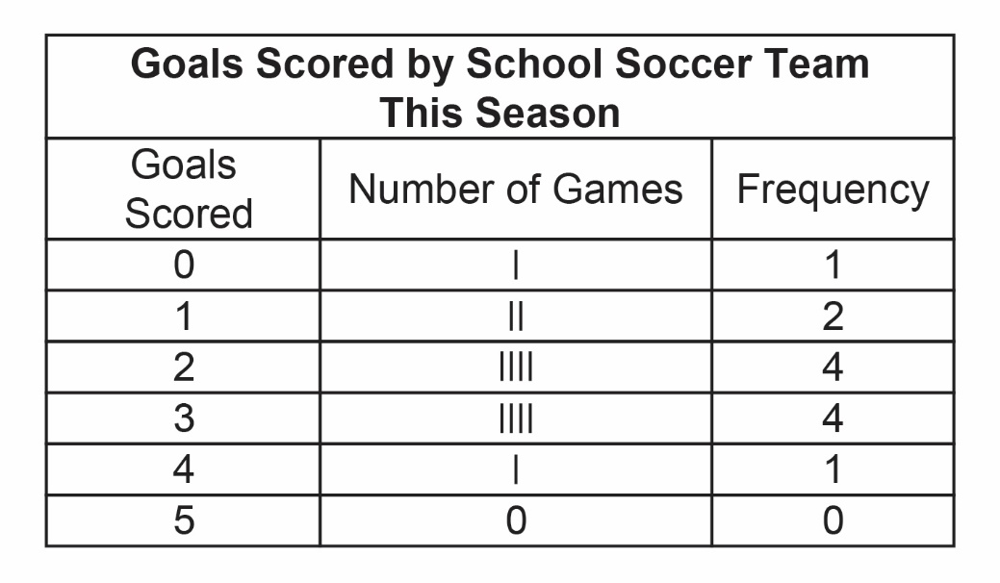 Goals Scored by School Soccer Team
This Season
Goals
Scored
Number of Games
Frequency
0 | 1
1 || 2
2 |||| 4
3 |||| 4
4 | 1
5 0 0